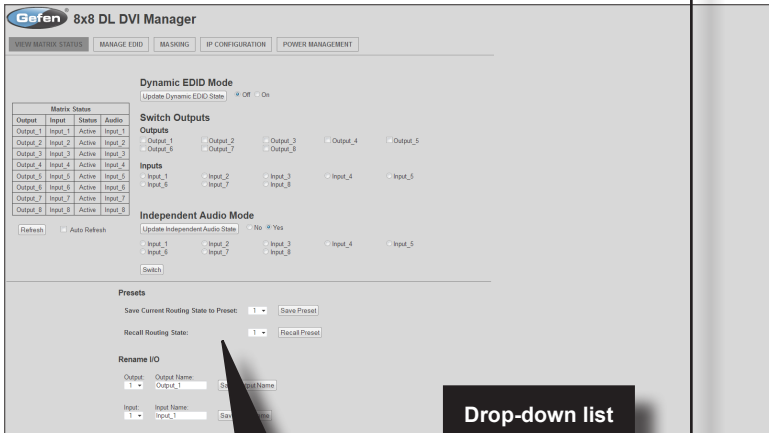 Gefen 8x8 DL DVI Manager
VIEW MATRIX STATUS MANAGE EDID MASKING IP CONFIGURATION POWER MANAGEMENT
Dynamic EDID Mode
Update Dynamic EDID State Off On
Matrix Status
Output Input Status Audio
Output_1 Input_1 Active Input_1
Output_2 Input_2 Active Input_2
Output_3 Input_3 Active Input_3
Output_4 Input_4 Active Input_4
Output_5 Input_5 Active Input_5
Output_6 Input_6 Active Input_6
Output_7 Input_7 Active Input_7
Output_8 Input_8 Active Input_8
Refresh Auto Refresh
Switch Outputs
Outputs
Output_1 Output_2 Output_3 Output_4 Output_5
Output_6 Output_7 Output_8
Inputs
Input_1 Input_2 Input_3 Input_4 Input_5
Input_6 Input_7 Input_8
Independent Audio Mode
Update Independent Audio State No Yes
Input_1 Input_2 Input_3 Input_4 Input_5
Input_6 Input_7 Input_8
Switch
Presets
Save Current Routing State to Preset: 1 Save Preset
Recall Routing State: 1 Recall Preset
Rename I/O
Output: Output Name:
1 Output_1 Name
Input: Input Name:
1 Input_1
Drop-down list